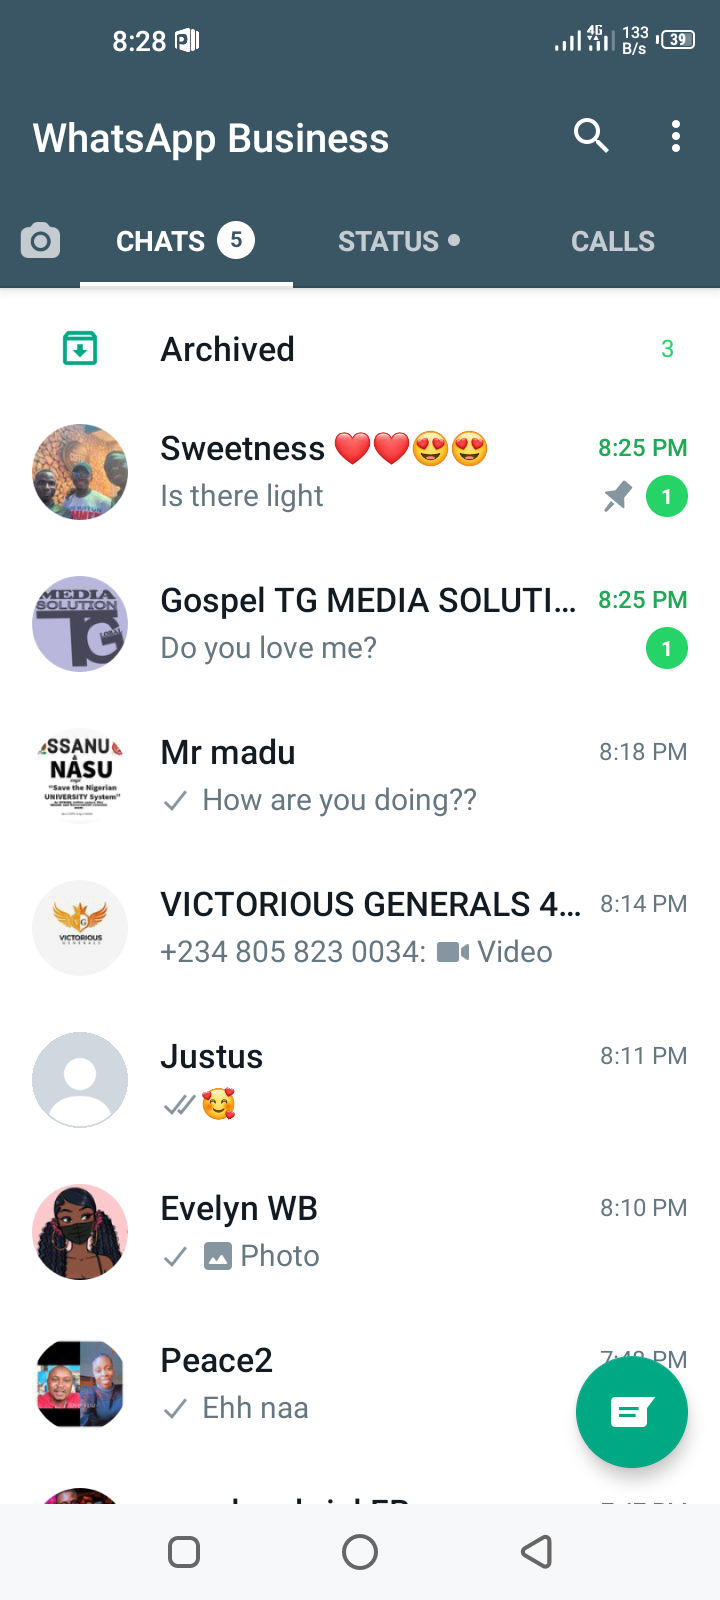 8:28
4G
133
B/s
39
WhatsApp Business
CHATS 5
STATUS
CALLS
Archived
3
Sweetness ❤️❤️😍😍
8:25 PM
Is there light
1
MEDIA
SOLUTION
TG
Gospel TG MEDIA SOLUTI...
8:25 PM
Do you love me?
1
SSANU
&
NASU
"Save the Nigerian
UNIVERSITY System"
Mr madu
8:18 PM
How are you doing??
VICTORIOUS
GENERALS
VICTORIOUS GENERALS 4...
8:14 PM
+234 805 823 0034: Video
Justus
8:11 PM
🥰
Evelyn WB
8:10 PM
Photo
Peace2
PM
Ehh naa